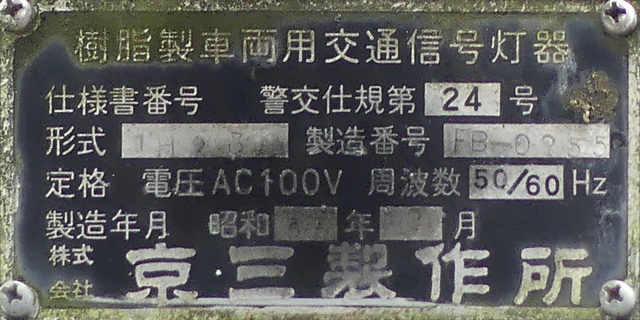 樹脂製車両用交通信号灯器
仕様書番号 警交仕規第 24 号
形式 製造番号 FB-0255
定格 電圧AC100V 周波数 50/60 Hz
製造年月 昭和 年 月
株式会社 京三製作所